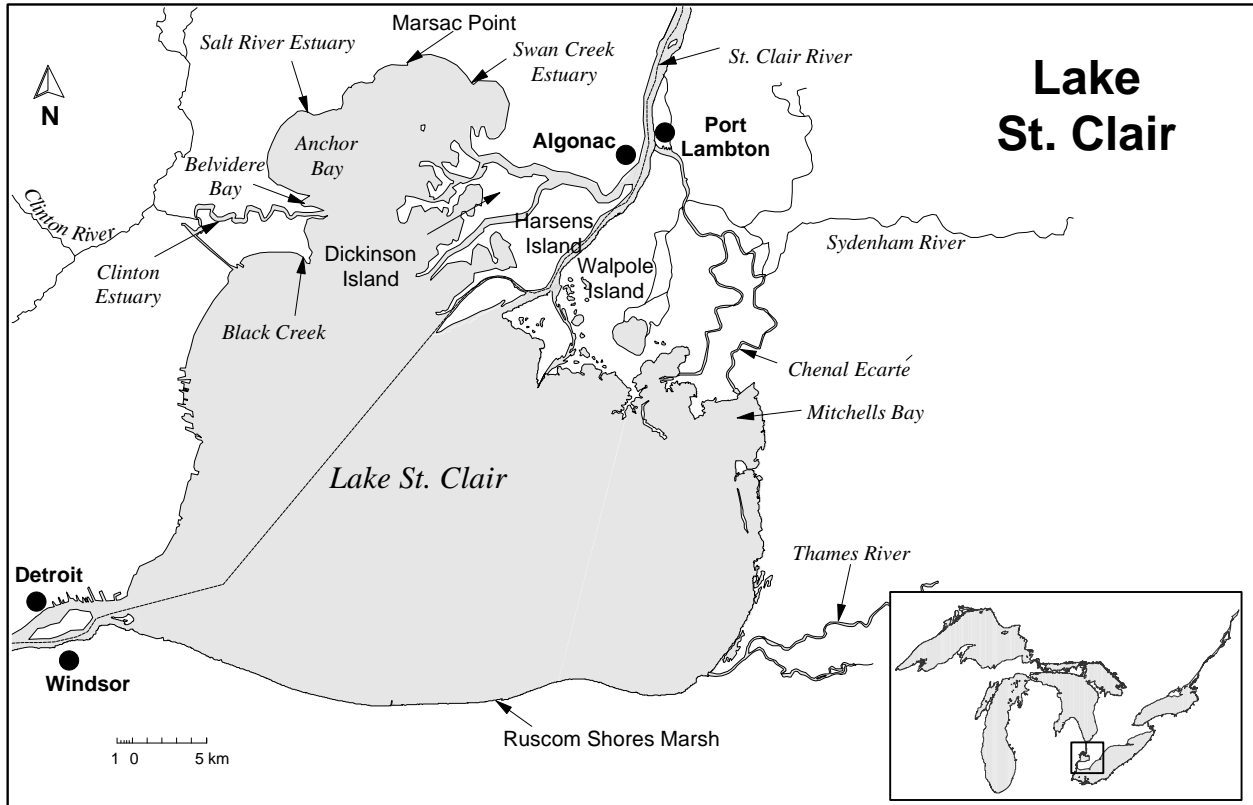 Marsac Point
Salt River Estuary
Swan Creek
Estuary
St. Clair River
Lake
St. Clair
N
Port
Lambton
Algonac
Anchor
Bay
Belvidere
Bay
Clinton River
Harsens
Island
Sydenham River
Dickinson
Island
Walpole
Island
Clinton
Estuary
Black Creek
Chenal Ecarté
Mitchells Bay
Lake St. Clair
Thames River
Detroit
Windsor
Ruscom Shores Marsh
1 0 5 km